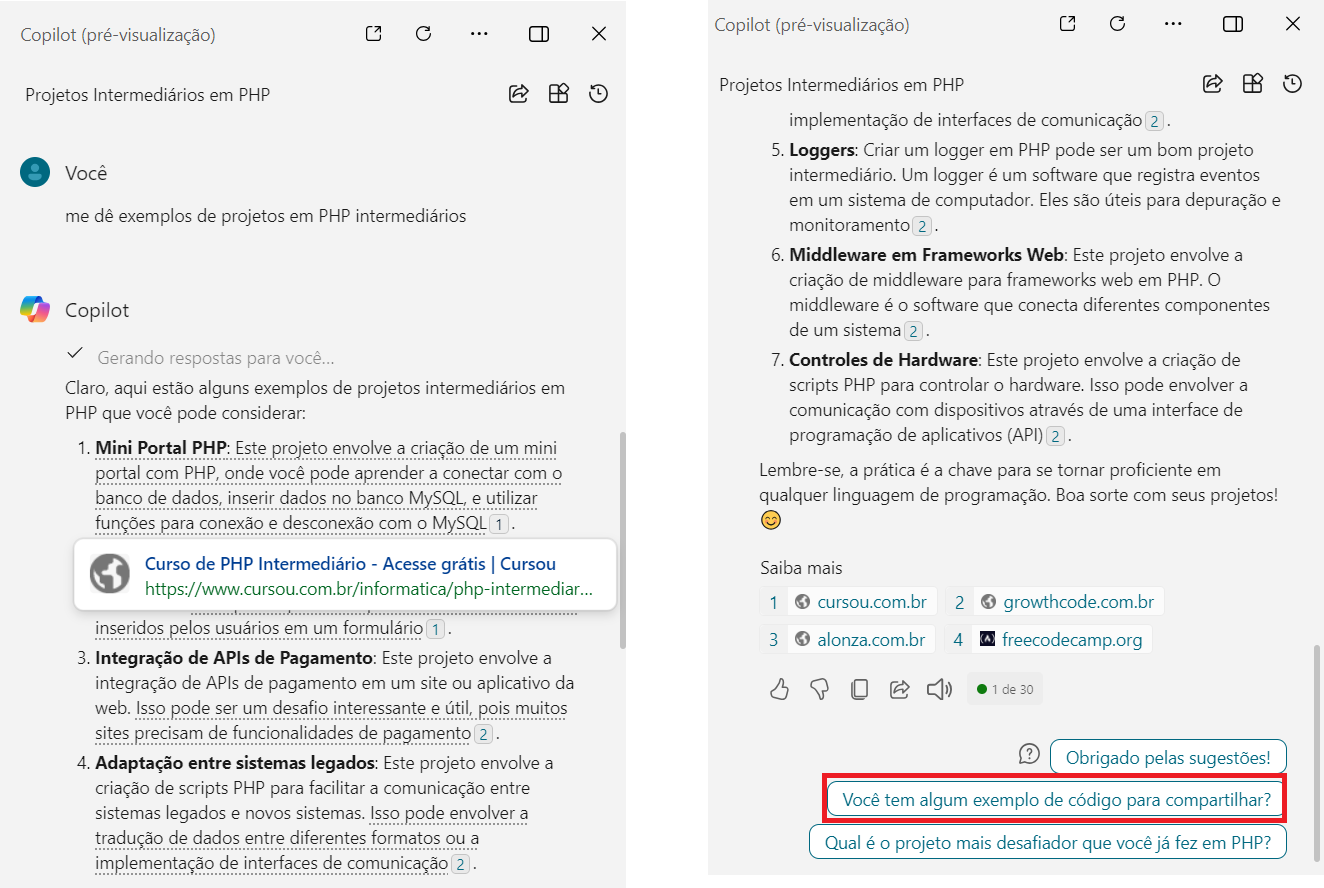 Copilot (pré-visualização)
Projetos Intermediários em PHP
Você
me dê exemplos de projetos em PHP intermediários
Copilot
Gerando respostas para você...
Claro, aqui estão alguns exemplos de projetos intermediários em
PHP que você pode considerar:
1. Mini Portal PHP: Este projeto envolve a criação de um mini
portal com PHP, onde você pode aprender a conectar com o
banco de dados, inserir dados no banco MySQL, e utilizar
funções para conexão e desconexão com o MySQL 1 .
Curso de PHP Intermediário - Acesse grátis | Cursou
https://www.cursou.com.br/informatica/php-intermediar...
inseridos pelos usuários em um formulário 1 .
3. Integração de APIs de Pagamento: Este projeto envolve a
integração de APIs de pagamento em um site ou aplicativo da
web. Isso pode ser um desafio interessante e útil, pois muitos
sites precisam de funcionalidades de pagamento 2 .
4. Adaptação entre sistemas legados: Este projeto envolve a
criação de scripts PHP para facilitar a comunicação entre
sistemas legados e novos sistemas. Isso pode envolver a
tradução de dados entre diferentes formatos ou a
implementação de interfaces de comunicação 2 .
Copilot (pré-visualização)
Projetos Intermediários em PHP
implementação de interfaces de comunicação 2 .
5. Loggers: Criar um logger em PHP pode ser um bom projeto
intermediário. Um logger é um software que registra eventos
em um sistema de computador. Eles são úteis para depuração e
monitoramento 2 .
6. Middleware em Frameworks Web: Este projeto envolve a
criação de middleware para frameworks web em PHP. O
middleware é o software que conecta diferentes componentes
de um sistema 2 .
7. Controles de Hardware: Este projeto envolve a criação de
scripts PHP para controlar o hardware. Isso pode envolver a
comunicação com dispositivos através de uma interface de
programação de aplicativos (API) 2 .
Lembre-se, a prática é a chave para se tornar proficiente em
qualquer linguagem de programação. Boa sorte com seus projetos!
😊
Saiba mais
1 cursou.com.br 2 growthcode.com.br
3 alonza.com.br 4 freecodecamp.org
1 de 30
Obrigado pelas sugestões!
Você tem algum exemplo de código para compartilhar?
Qual é o projeto mais desafiador que você já fez em PHP?